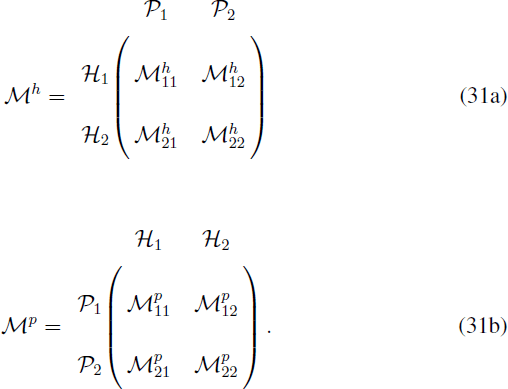 𝒫₁ 𝒫₂
ℋ₁ ℳʰ₁₁ ℳʰ₁₂
ℳʰ = (31a)
ℋ₂ ℳʰ₂₁ ℳʰ₂₂
ℋ₁ ℋ₂
𝒫₁ ℳᵖ₁₁ ℳᵖ₁₂
ℳᵖ = . (31b)
𝒫₂ ℳᵖ₂₁ ℳᵖ₂₂